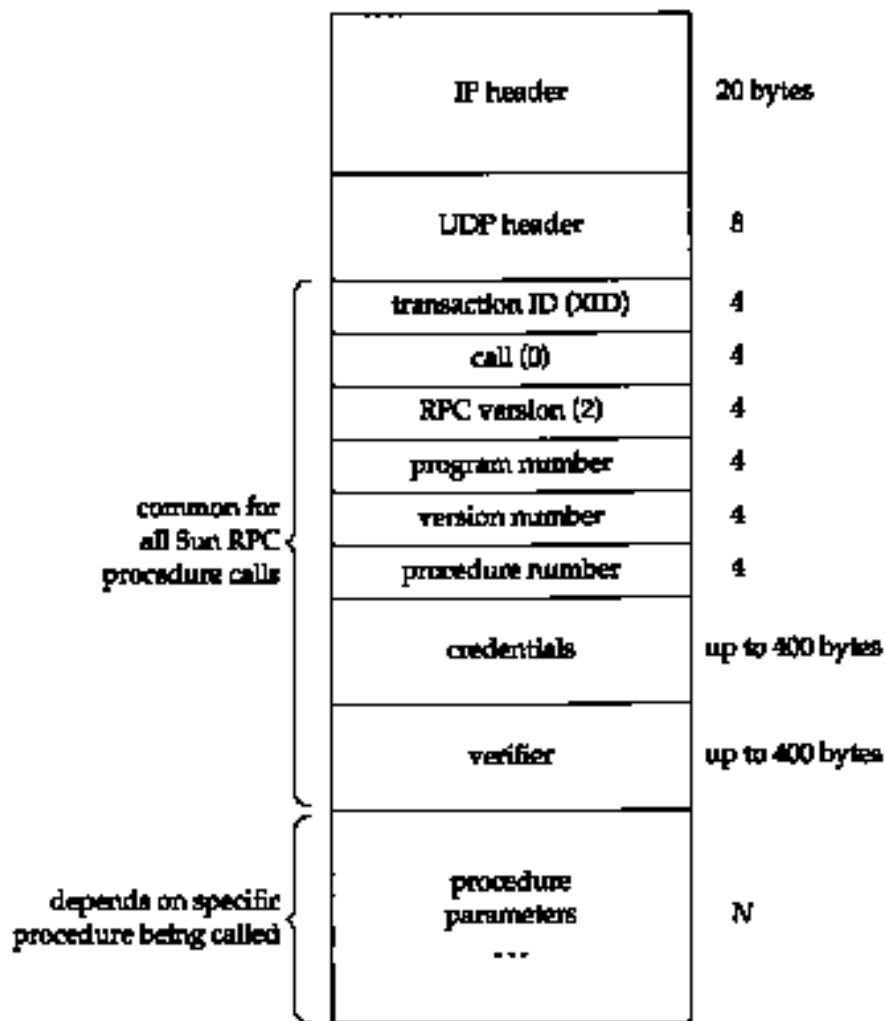 IP header 20 bytes
UDP header 8
transaction ID (XID) 4
call (0) 4
RPC version (2) 4
program number 4
version number 4
procedure number 4
common for
all Sun RPC
procedure calls
credentials up to 400 bytes
verifier up to 400 bytes
procedure
parameters
...
N
depends on specific
procedure being called